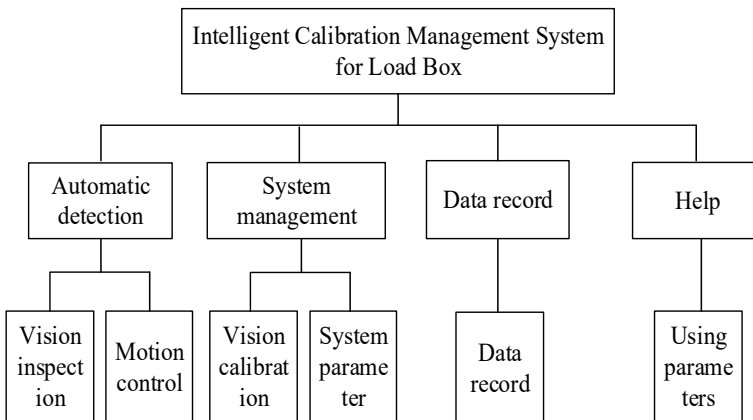 Intelligent Calibration Management System
for Load Box
Automatic
detection
System
management
Data record
Help
Vision
inspect
ion
Motion
control
Vision
calibrat
ion
System
parame
ter
Data
record
Using
parame
ters